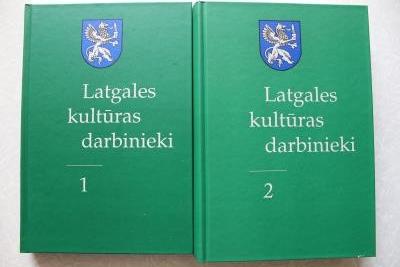 Latgales
kultūras
darbinieki
1
Latgales
kultūras
darbinieki
2